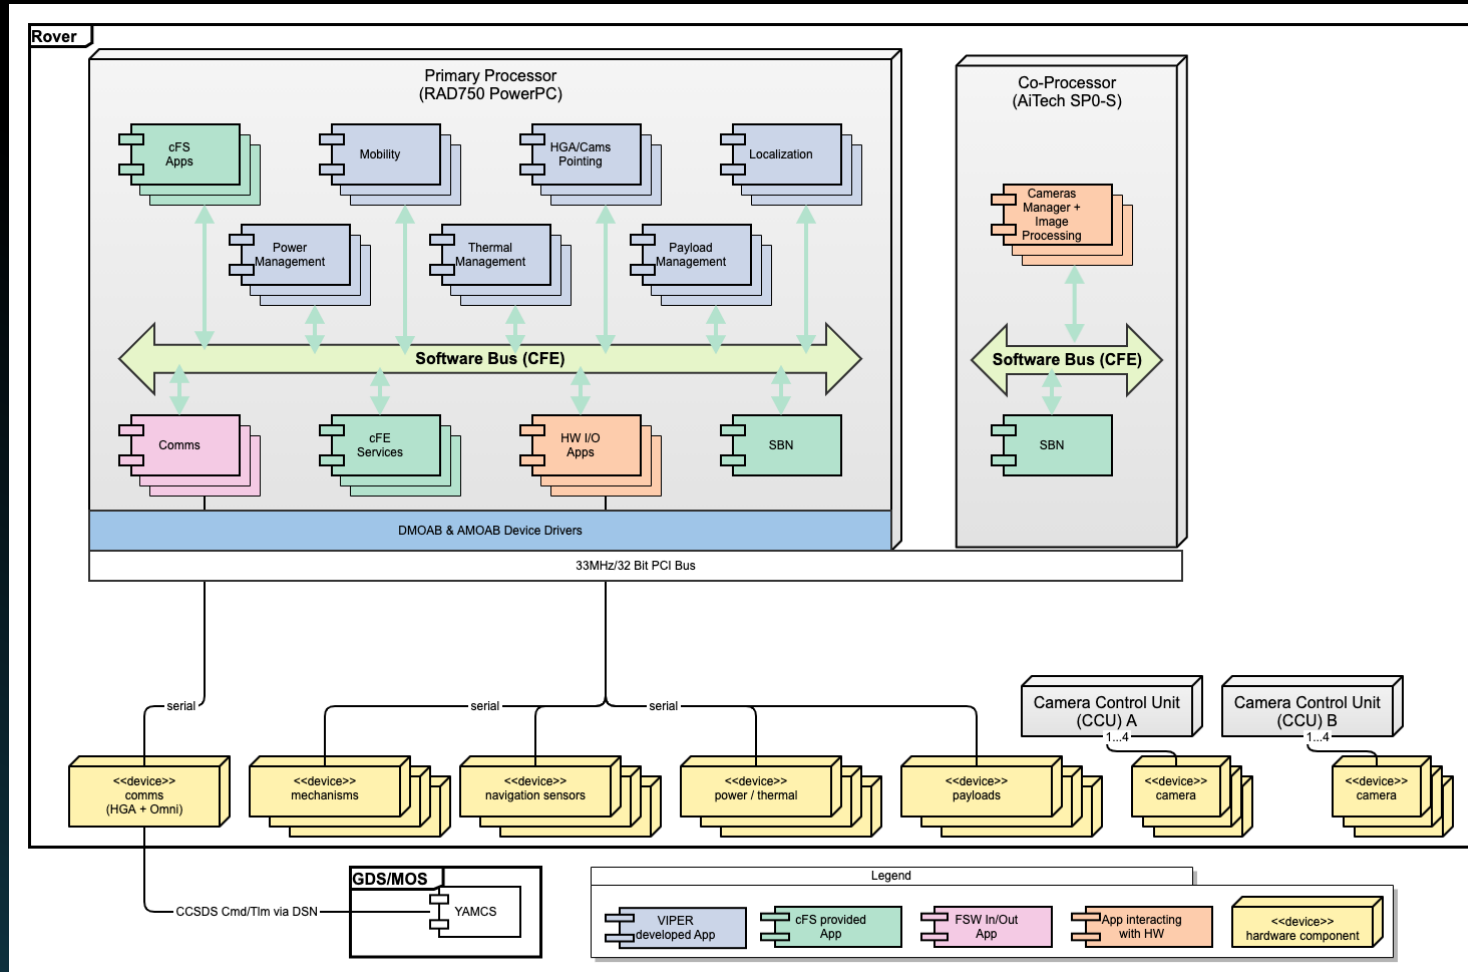 Rover
Primary Processor
(RAD750 PowerPC)
Co-Processor
(AiTech SP0-S)
cFS
Apps
Mobility
HGA/Cams
Pointing
Localization
Cameras
Manager +
Image
Processing
Power
Management
Thermal
Management
Payload
Management
Software Bus (CFE)
Software Bus (CFE)
Comms
cFE
Services
HW I/O
Apps
SBN
SBN
DMOAB & AMOAB Device Drivers
33MHz/32 Bit PCI Bus
serial
serial
serial
Camera Control Unit
(CCU) A
1...4
Camera Control Unit
(CCU) B
1...4
<<device>>
comms
(HGA + Omni)
<<device>>
mechanisms
<<device>>
navigation sensors
<<device>>
power / thermal
<<device>>
payloads
<<device>>
camera
<<device>>
camera
GDS/MOS
CCSDS Cmd/Tlm via DSN
YAMCS
Legend
VIPER
developed App
cFS provided
App
FSW In/Out
App
App interacting
with HW
<<device>>
hardware component